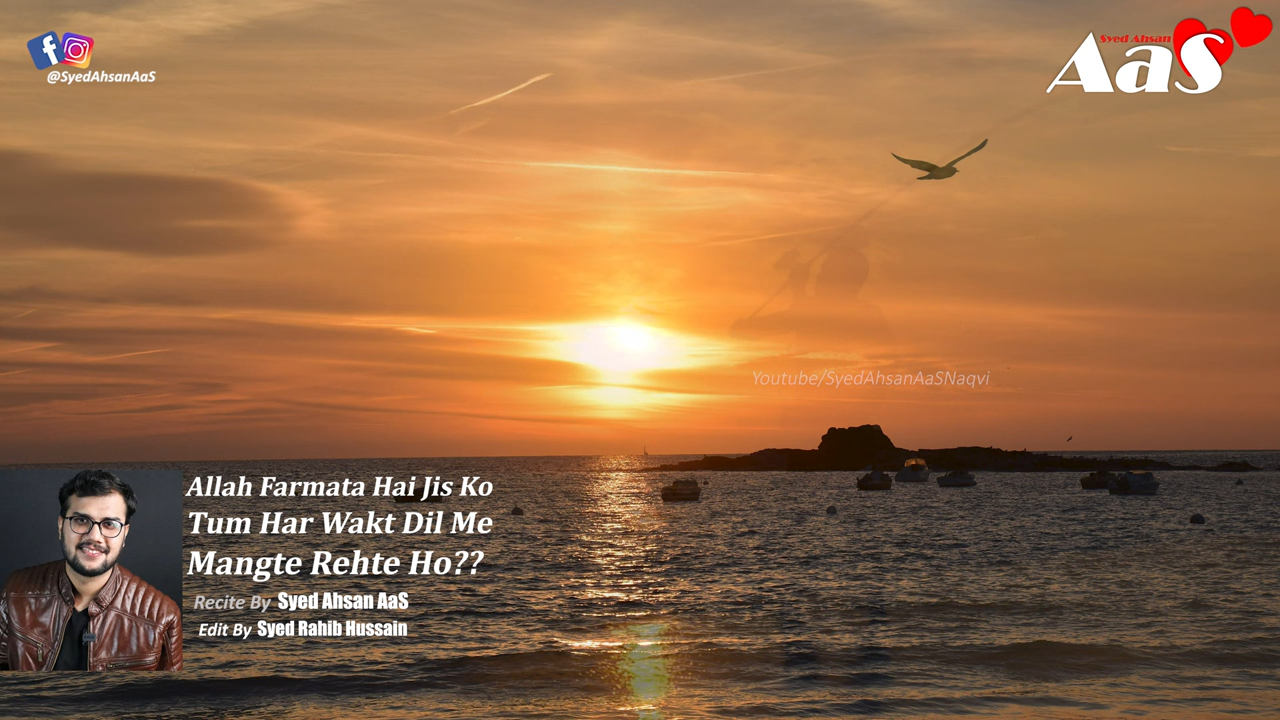 @SyedAhsanAaS
Syed Ahsan
AaS
Youtube/SyedAhsanAaSNaqvi
Allah Farmata Hai Jis Ko
Tum Har Wakt Dil Me
Mangte Rehte Ho??
Recite By Syed Ahsan AaS
Edit By Syed Rahib Hussain